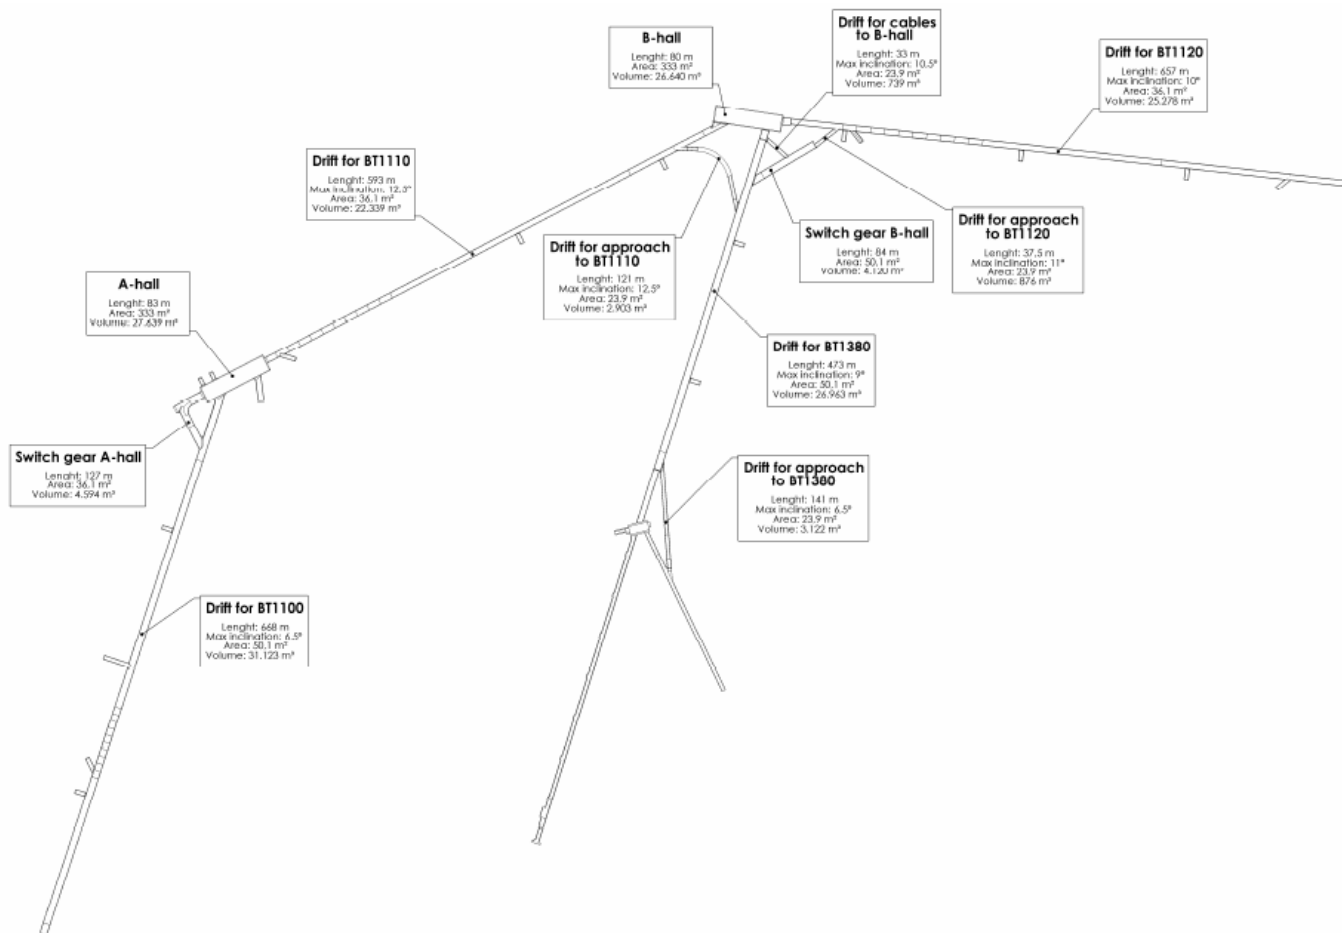 B-hall
Lenght: 80 m
Area: 333 m²
Volume: 26.640 m³
Drift for cables
to B-hall
Lenght: 33 m
Max inclination: 10,5°
Area: 23,9 m²
Volume: 739 m³
Drift for BT1120
Lenght: 657 m
Max inclination: 10°
Area: 36,1 m²
Volume: 25.278 m³
Drift for BT1110
Lenght: 593 m
Max inclination: 12,5°
Area: 36,1 m²
Volume: 22.339 m³
Drift for approach
to BT1110
Lenght: 121 m
Max inclination: 12,5°
Area: 23,9 m²
Volume: 2.903 m³
Switch gear B-hall
Lenght: 84 m
Area: 50,1 m²
Volume: 4.120 m³
Drift for approach
to BT1120
Lenght: 37,5 m
Max inclination: 11°
Area: 23,9 m²
Volume: 876 m³
A-hall
Lenght: 83 m
Area: 333 m²
Volume: 27.639 m³
Drift for BT1380
Lenght: 473 m
Max inclination: 9°
Area: 50,1 m²
Volume: 26.963 m³
Switch gear A-hall
Lenght: 127 m
Area: 36,1 m²
Volume: 4.594 m³
Drift for approach
to BT1380
Lenght: 141 m
Max inclination: 6,5°
Area: 23,9 m²
Volume: 3.122 m³
Drift for BT1100
Lenght: 668 m
Max inclination: 6,5°
Area: 50,1 m²
Volume: 31.123 m³